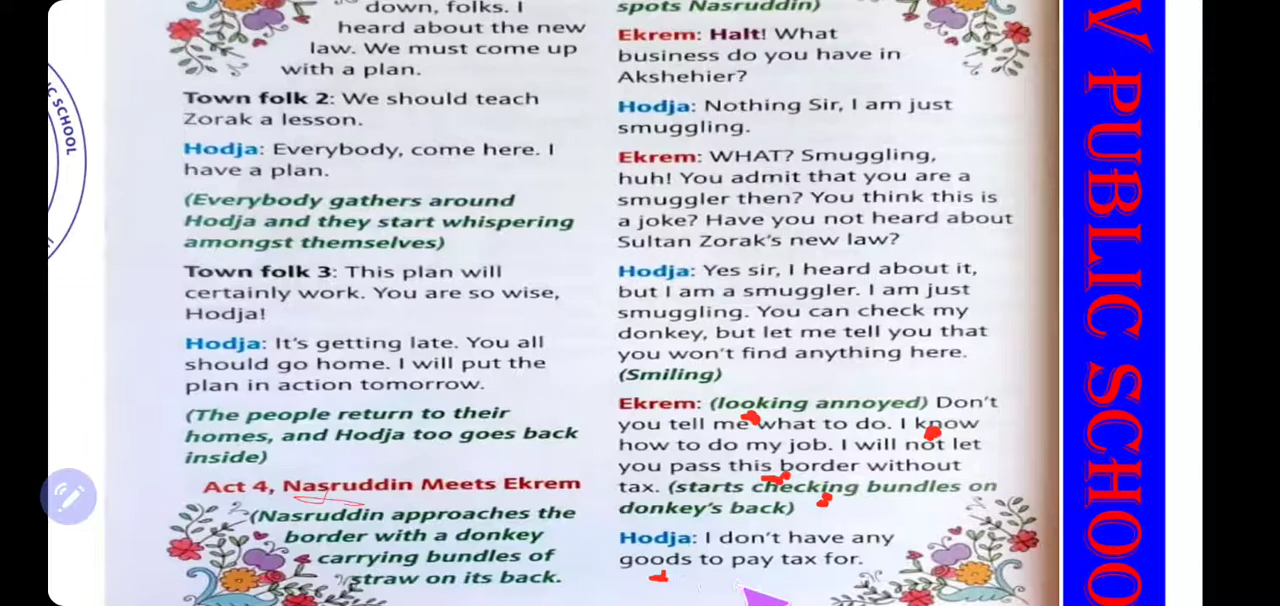 down, folks. I
heard about the new
law. We must come up
with a plan.
Town folk 2: We should teach
Zorak a lesson.
Hodja: Everybody, come here. I
have a plan.
(Everybody gathers around
Hodja and they start whispering
amongst themselves)
Town folk 3: This plan will
certainly work. You are so wise,
Hodja!
Hodja: It's getting late. You all
should go home. I will put the
plan in action tomorrow.
(The people return to their
homes, and Hodja too goes back
inside)
Act 4, Nasruddin Meets Ekrem
(Nasruddin approaches the
border with a donkey
carrying bundles of
straw on its back.
spots Nasruddin)
Ekrem: Halt! What
business do you have in
Akshehier?
Hodja: Nothing Sir, I am just
smuggling.
Ekrem: WHAT? Smuggling,
huh! You admit that you are a
smuggler then? You think this is
a joke? Have you not heard about
Sultan Zorak's new law?
Hodja: Yes sir, I heard about it,
but I am a smuggler. I am just
smuggling. You can check my
donkey, but let me tell you that
you won't find anything here.
(Smiling)
Ekrem: (looking annoyed) Don't
you tell me what to do. I know
how to do my job. I will not let
you pass this border without
tax. (starts checking bundles on
donkey's back)
Hodja: I don't have any
goods to pay tax for.
V PUBLIC SCHOO
IC SCHOOL